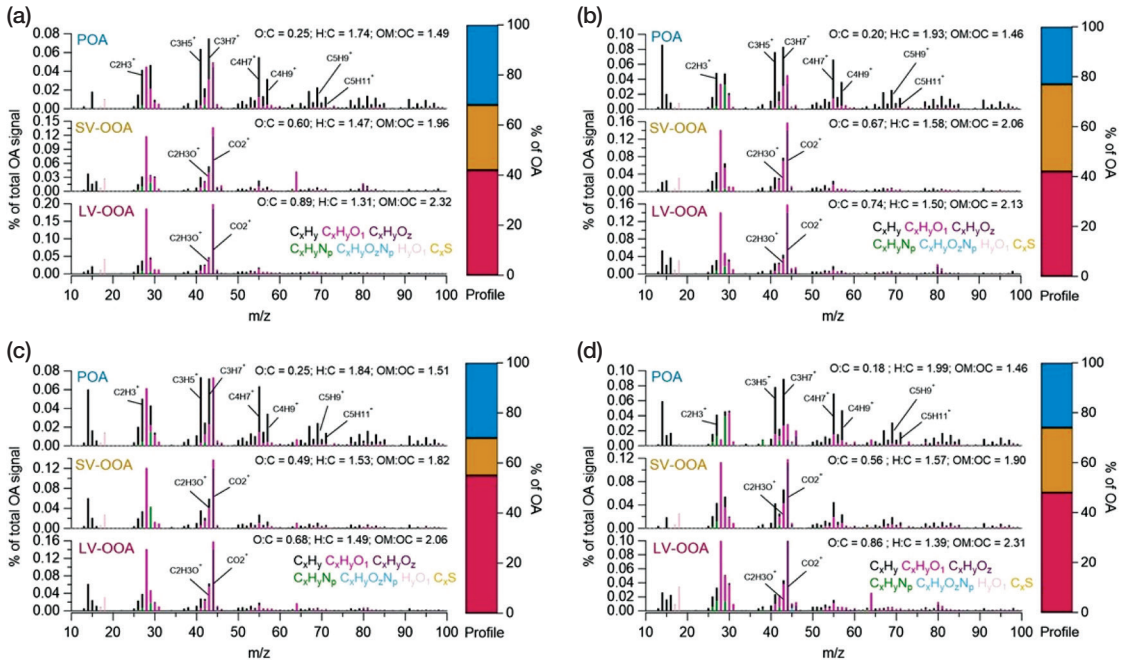 (a)
0.08
0.06
0.04
0.02
0.00
POA
O:C = 0.25; H:C = 1.74; OM:OC = 1.49
C2H3+
C3H5+
C3H7+
C4H7+
C4H9+
C5H9+
C5H11+
0.15
0.12
0.09
0.06
0.03
0.00
SV-OOA
O:C = 0.60; H:C = 1.47; OM:OC = 1.96
C2H3O+
CO2+
0.20
0.15
0.10
0.05
0.00
LV-OOA
O:C = 0.89; H:C = 1.31; OM:OC = 2.32
C2H3O+
CO2+
CxHy CxHyO1 CxHyOz
CxHyNp CxHyOzNp HyO1 CxS
10 20 30 40 50 60 70 80 90 100
m/z
% of total OA signal
100
80
60
40
20
0
% of OA
Profile
(b)
0.08
0.06
0.04
0.02
0.00
POA
O:C = 0.20; H:C = 1.93; OM:OC = 1.46
C2H3+
C3H5+
C3H7+
C4H7+
C4H9+
C5H9+
C5H11+
0.15
0.12
0.09
0.06
0.03
0.00
SV-OOA
O:C = 0.67; H:C = 1.58; OM:OC = 2.06
C2H3O+
CO2+
0.15
0.10
0.05
0.00
LV-OOA
O:C = 0.74; H:C = 1.50; OM:OC = 2.13
C2H3O+
CO2+
CxHy CxHyO1 CxHyOz
CxHyNp CxHyOzNp HyO1 CxS
10 20 30 40 50 60 70 80 90 100
m/z
% of total OA signal
100
80
60
40
20
0
% of OA
Profile
(c)
0.08
0.06
0.04
0.02
0.00
POA
O:C = 0.25; H:C = 1.84; OM:OC = 1.51
C2H3+
C3H5+
C3H7+
C4H7+
C4H9+
C5H9+
C5H11+
0.12
0.08
0.04
0.00
SV-OOA
O:C = 0.49; H:C = 1.53; OM:OC = 1.82
C2H3O+
CO2+
0.16
0.12
0.08
0.04
0.00
LV-OOA
O:C = 0.68; H:C = 1.49; OM:OC = 2.06
C2H3O+
CO2+
CxHy CxHyO1 CxHyOz
CxHyNp CxHyOzNp HyO1 CxS
10 20 30 40 50 60 70 80 90 100
m/z
% of total OA signal
100
80
60
40
20
0
% of OA
Profile
(d)
0.10
0.08
0.06
0.04
0.02
0.00
POA
O:C = 0.18 ; H:C = 1.99; OM:OC = 1.46
C2H3+
C3H5+
C3H7+
C4H7+
C4H9+
C5H9+
C5H11+
0.12
0.08
0.04
0.00
SV-OOA
O:C = 0.56 ; H:C = 1.57; OM:OC = 1.90
C2H3O+
CO2+
0.10
0.08
0.06
0.04
0.02
0.00
LV-OOA
O:C = 0.86 ; H:C = 1.39; OM:OC = 2.31
C2H3O+
CO2+
CxHy CxHyO1 CxHyOz
CxHyNp CxHyOzNp HyO1 CxS
10 20 30 40 50 60 70 80 90 100
m/z
% of total OA signal
100
80
60
40
20
0
% of OA
Profile